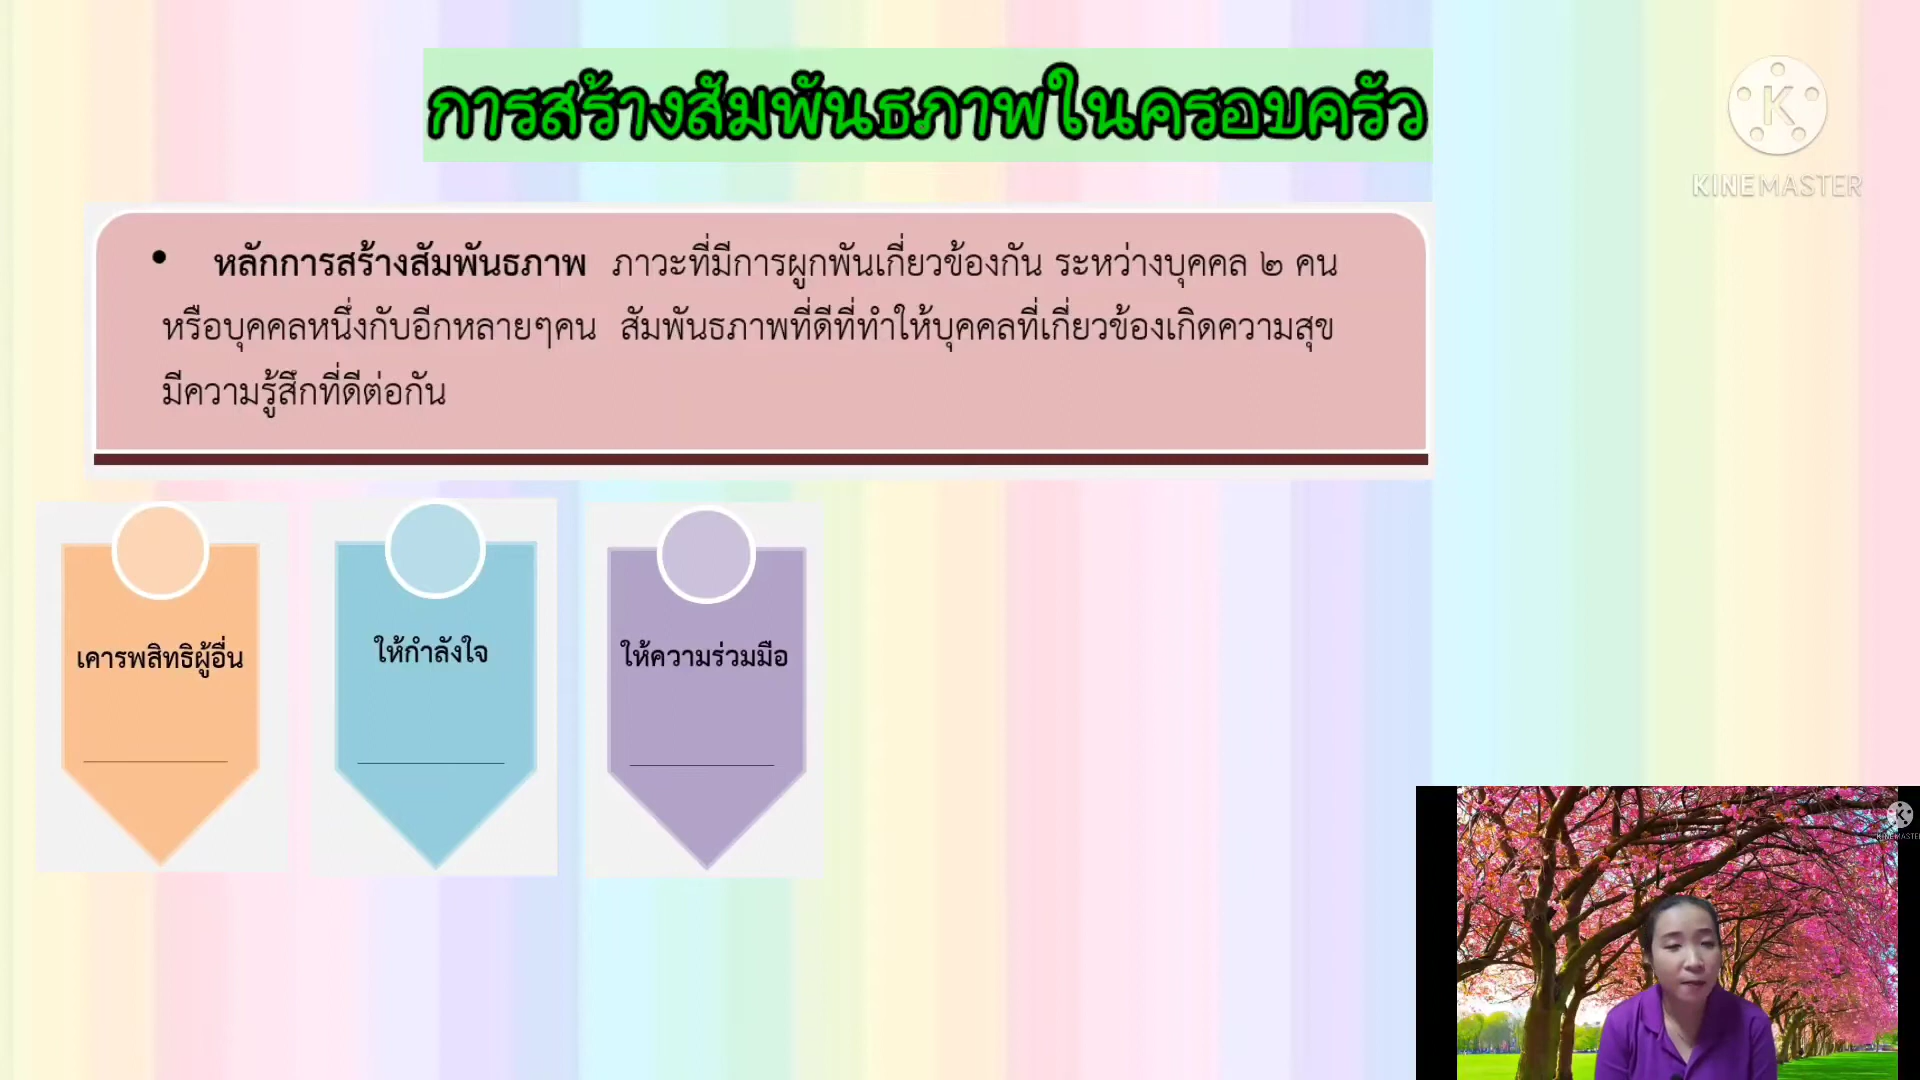 การสร้างสัมพันธภาพในครอบครัว
KINEMASTER
• หลักการสร้างสัมพันธภาพ ภาวะที่มีการผูกพันเกี่ยวข้องกัน ระหว่างบุคคล ๒ คน
หรือบุคคลหนึ่งกับอีกหลายๆคน สัมพันธภาพที่ดีที่ทำให้บุคคลที่เกี่ยวข้องเกิดความสุข
มีความรู้สึกที่ดีต่อกัน
เคารพสิทธิผู้อื่น
ให้กำลังใจ
ให้ความร่วมมือ
KINEMASTER